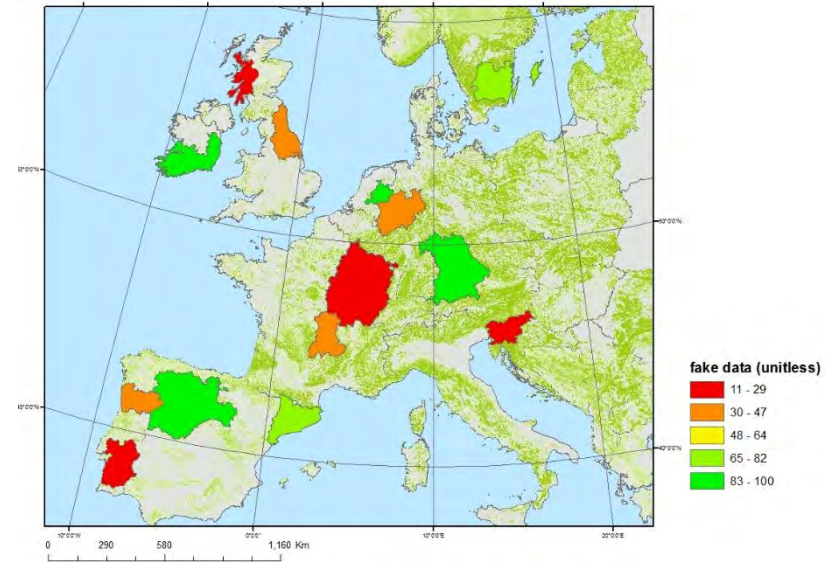 50°0'0"N
40°0'0"N
10°0'0"W
0°0'0"
10°0'0"E
20°0'0"E
0 290 580 1,160 Km
fake data (unitless)
11 - 29
30 - 47
48 - 64
65 - 82
83 - 100